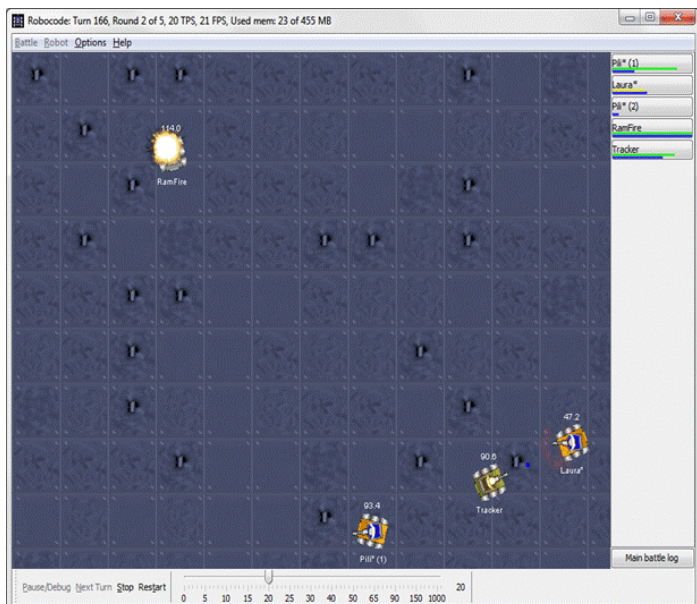 Robocode: Turn 166, Round 2 of 5, 20 TPS, 21 FPS, Used mem: 23 of 455 MB
Battle Robot Options Help
Pili* (1)
Laura*
Pili* (2)
RamFire
Tracker
114.0
RamFire
47.2
Laura*
90.6
Tracker
93.4
Pili* (1)
Main battle log
Pause/Debug Next Turn Stop Restart
20
0 5 10 15 20 25 30 40 50 65 90 150 1000